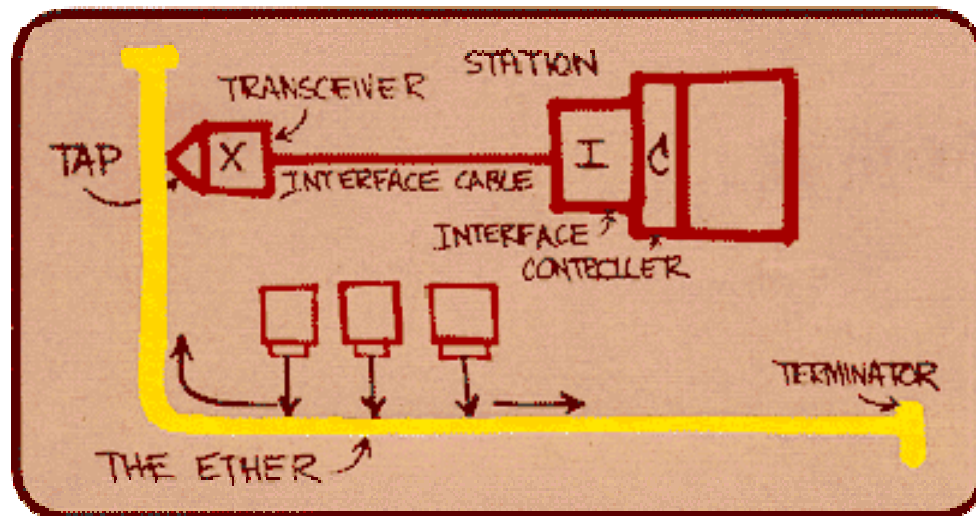 STATION
TRANSCEIVER
TAP
X
I
C
INTERFACE CABLE
INTERFACE
CONTROLLER
TERMINATOR
THE ETHER